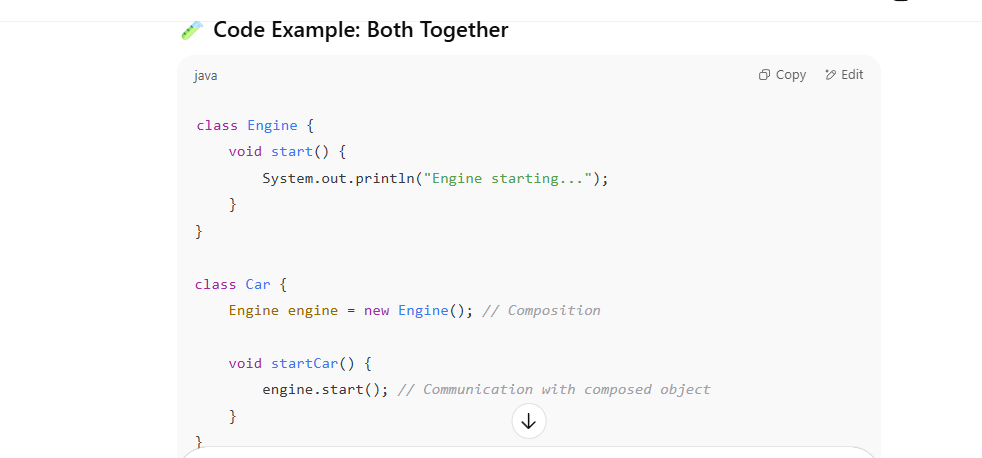 Code Example: Both Together
java
Copy
Edit
class Engine {
    void start() {
        System.out.println("Engine starting...");
    }
}

class Car {
    Engine engine = new Engine(); // Composition

    void startCar() {
        engine.start(); // Communication with composed object
    }
}